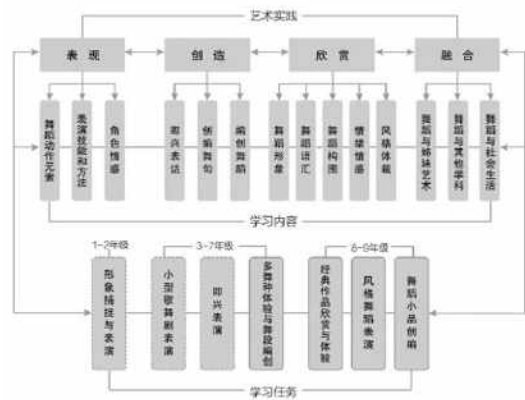 艺术实践
表现
创造
欣赏
融合
舞蹈动作元素
表演技能和方法
角色情感
即兴表达
创编舞句
编创舞蹈
舞蹈形象
舞蹈语汇
舞蹈构图
情绪情感
风格体裁
舞蹈与姊妹艺术
舞蹈与其他学科
舞蹈与社会生活
学习内容
1-2年级
3-7年级
8-9年级
形象捕捉与表演
小型歌舞剧表演
即兴表演
多舞种体验与舞段编创
经典作品欣赏与体验
风格舞蹈表演
舞蹈小品创编
学习任务